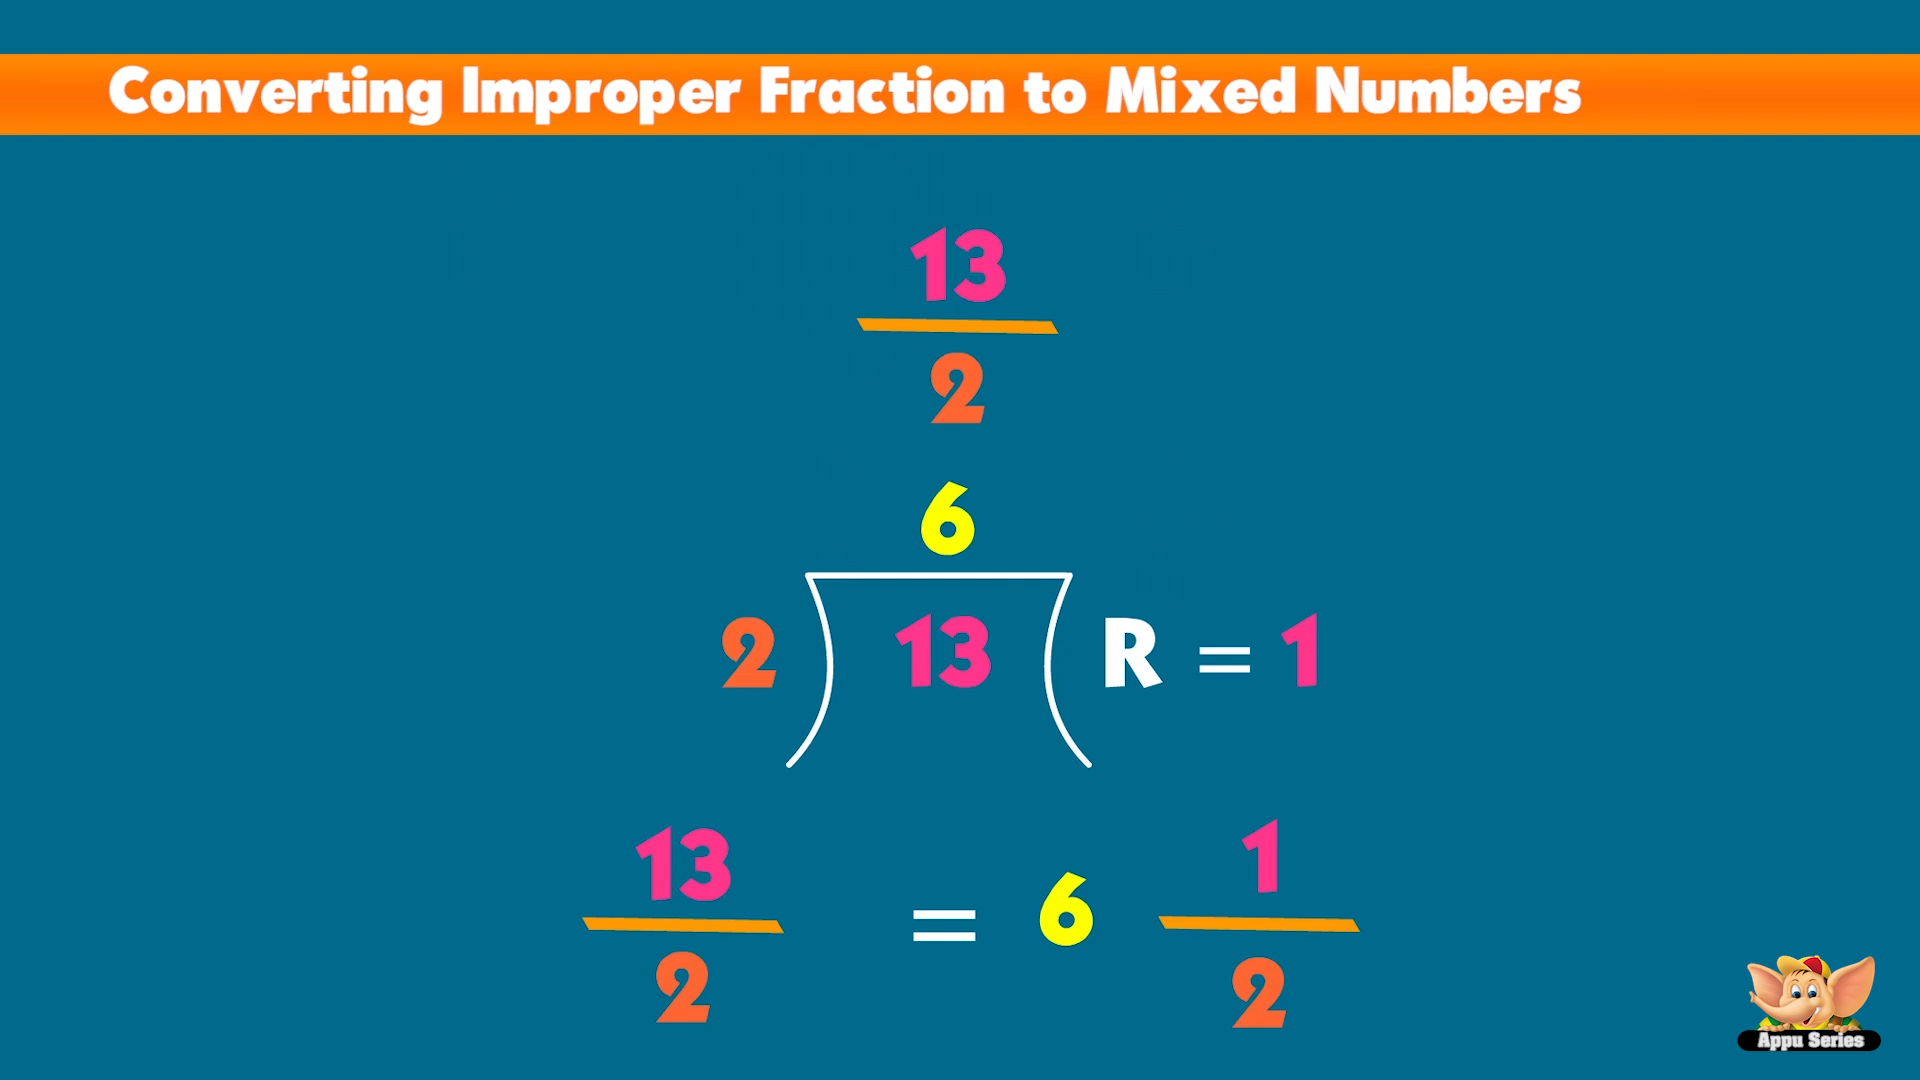 Converting Improper Fraction to Mixed Numbers
13
2
6
2 13 R = 1
13 1
= 6
2 2
Appu Series